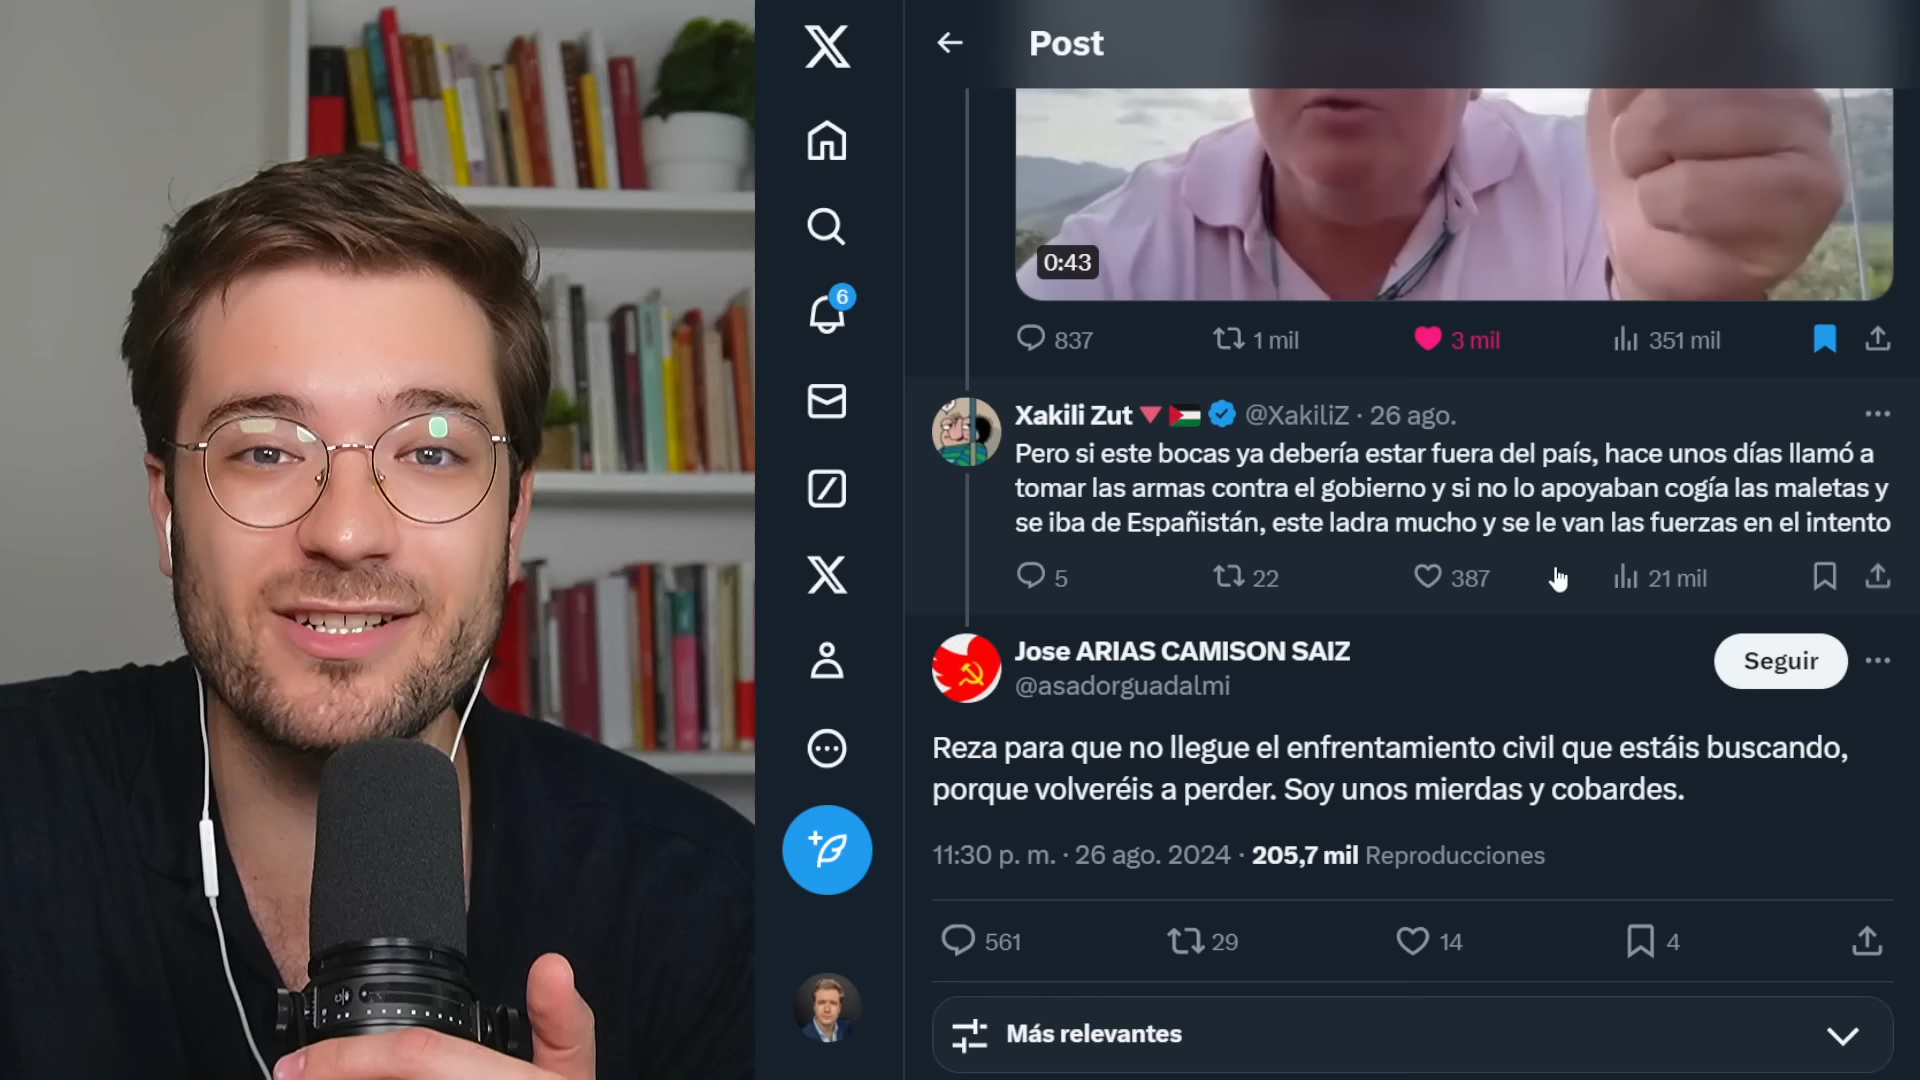 Post
0:43
837 1 mil 3 mil 351 mil
6
Xakili Zut @XakiliZ · 26 ago.
Pero si este bocas ya debería estar fuera del país, hace unos días llamó a
tomar las armas contra el gobierno y si no lo apoyaban cogía las maletas y
se iba de Españistán, este ladra mucho y se le van las fuerzas en el intento
5 22 387 21 mil
Jose ARIAS CAMISON SAIZ
@asadorguadalmi
Seguir
Reza para que no llegue el enfrentamiento civil que estáis buscando,
porque volveréis a perder. Soy unos mierdas y cobardes.
11:30 p. m. · 26 ago. 2024 · 205,7 mil Reproducciones
561 29 14 4
Más relevantes